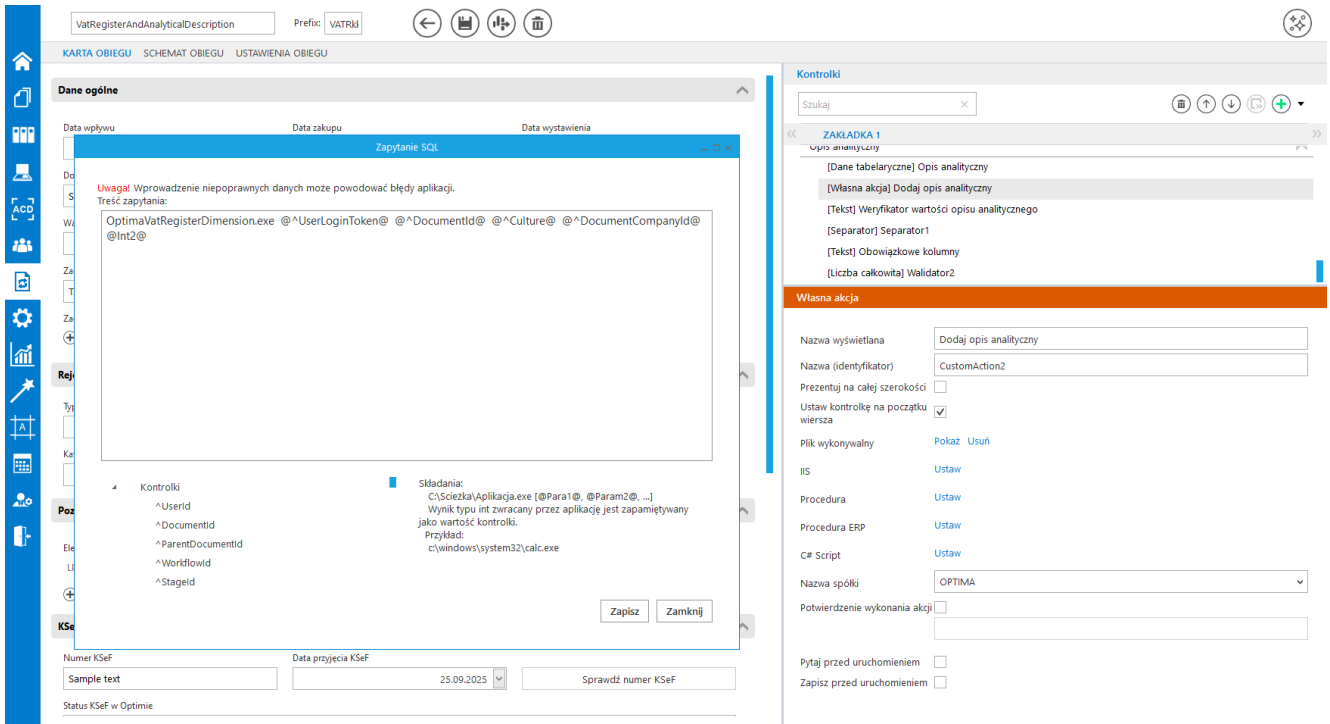 VatRegisterAndAnalyticalDescription
Prefix: VATRkl
KARTA OBIEGU SCHEMAT OBIEGU USTAWIENIA OBIEGU
Dane ogólne
Data wpływu Data zakupu Data wystawienia
Zapytanie SQL
Uwaga! Wprowadzenie niepoprawnych danych może powodować błędy aplikacji.
Treść zapytania:
OptimaVatRegisterDimension.exe @^UserLoginToken@ @^DocumentId@ @^Culture@ @^DocumentCompanyId@
@Int2@
Kontrolki
^UserId
^DocumentId
^ParentDocumentId
^WorkflowId
^StageId
Składania:
C:\Scieżka\Aplikacja.exe [@Para1@, @Param2@, ...]
Wynik typu int zwracany przez aplikację jest zapamiętywany
jako wartość kontrolki.
Przykład:
c:\windows\system32\calc.exe
Zapisz Zamknij
Numer KSeF Data przyjęcia KSeF
Sample text 25.09.2025 Sprawdź numer KSeF
Status KSeF w Optimie
ACD
A
Kontrolki
Szukaj
ZAKŁADKA 1
Opis analityczny
[Dane tabelaryczne] Opis analityczny
[Własna akcja] Dodaj opis analityczny
[Tekst] Weryfikator wartości opisu analitycznego
[Separator] Separator1
[Tekst] Obowiązkowe kolumny
[Liczba całkowita] Walidator2
Własna akcja
Nazwa wyświetlana Dodaj opis analityczny
Nazwa (identyfikator) CustomAction2
Prezentuj na całej szerokości
Ustaw kontrolkę na początku
wiersza
Plik wykonywalny Pokaż Usuń
IIS Ustaw
Procedura Ustaw
Procedura ERP Ustaw
C# Script Ustaw
Nazwa spółki OPTIMA
Potwierdzenie wykonania akcji
Pytaj przed uruchomieniem
Zapisz przed uruchomieniem